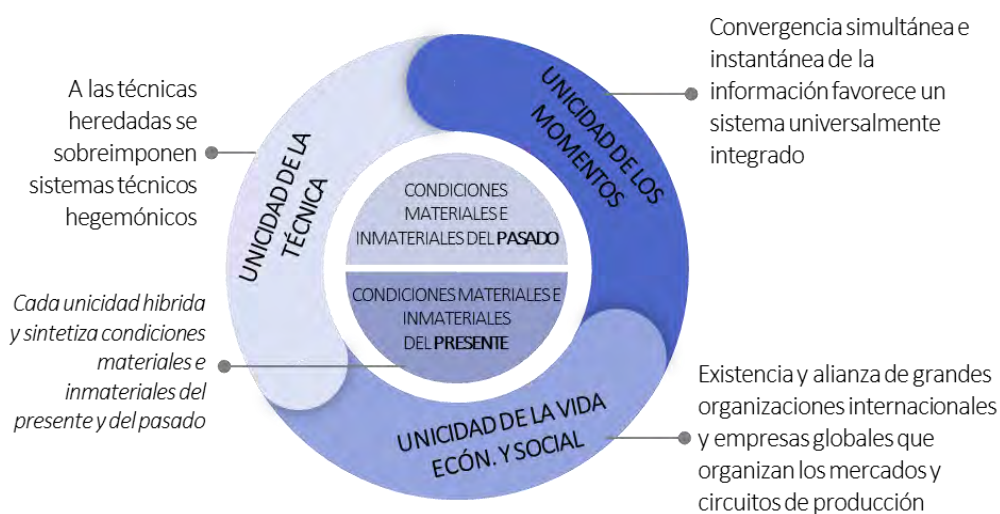 A las técnicas
heredadas se
sobreimponen
sistemas técnicos
hegemónicos
UNICIDAD DE LA
TÉCNICA
UNICIDAD DE LOS
MOMENTOS
Convergencia simultánea e
instantánea de la
información favorece un
sistema universalmente
integrado
CONDICIONES
MATERIALES E
INMATERIALES DEL PASADO
CONDICIONES MATERIALES E
INMATERIALES
DEL PRESENTE
Cada unicidad hibrida
y sintetiza condiciones
materiales e
inmateriales del
presente y del pasado
UNICIDAD DE LA VIDA
ECÓN. Y SOCIAL
Existencia y alianza de grandes
organizaciones internacionales
y empresas globales que
organizan los mercados y
circuitos de producción